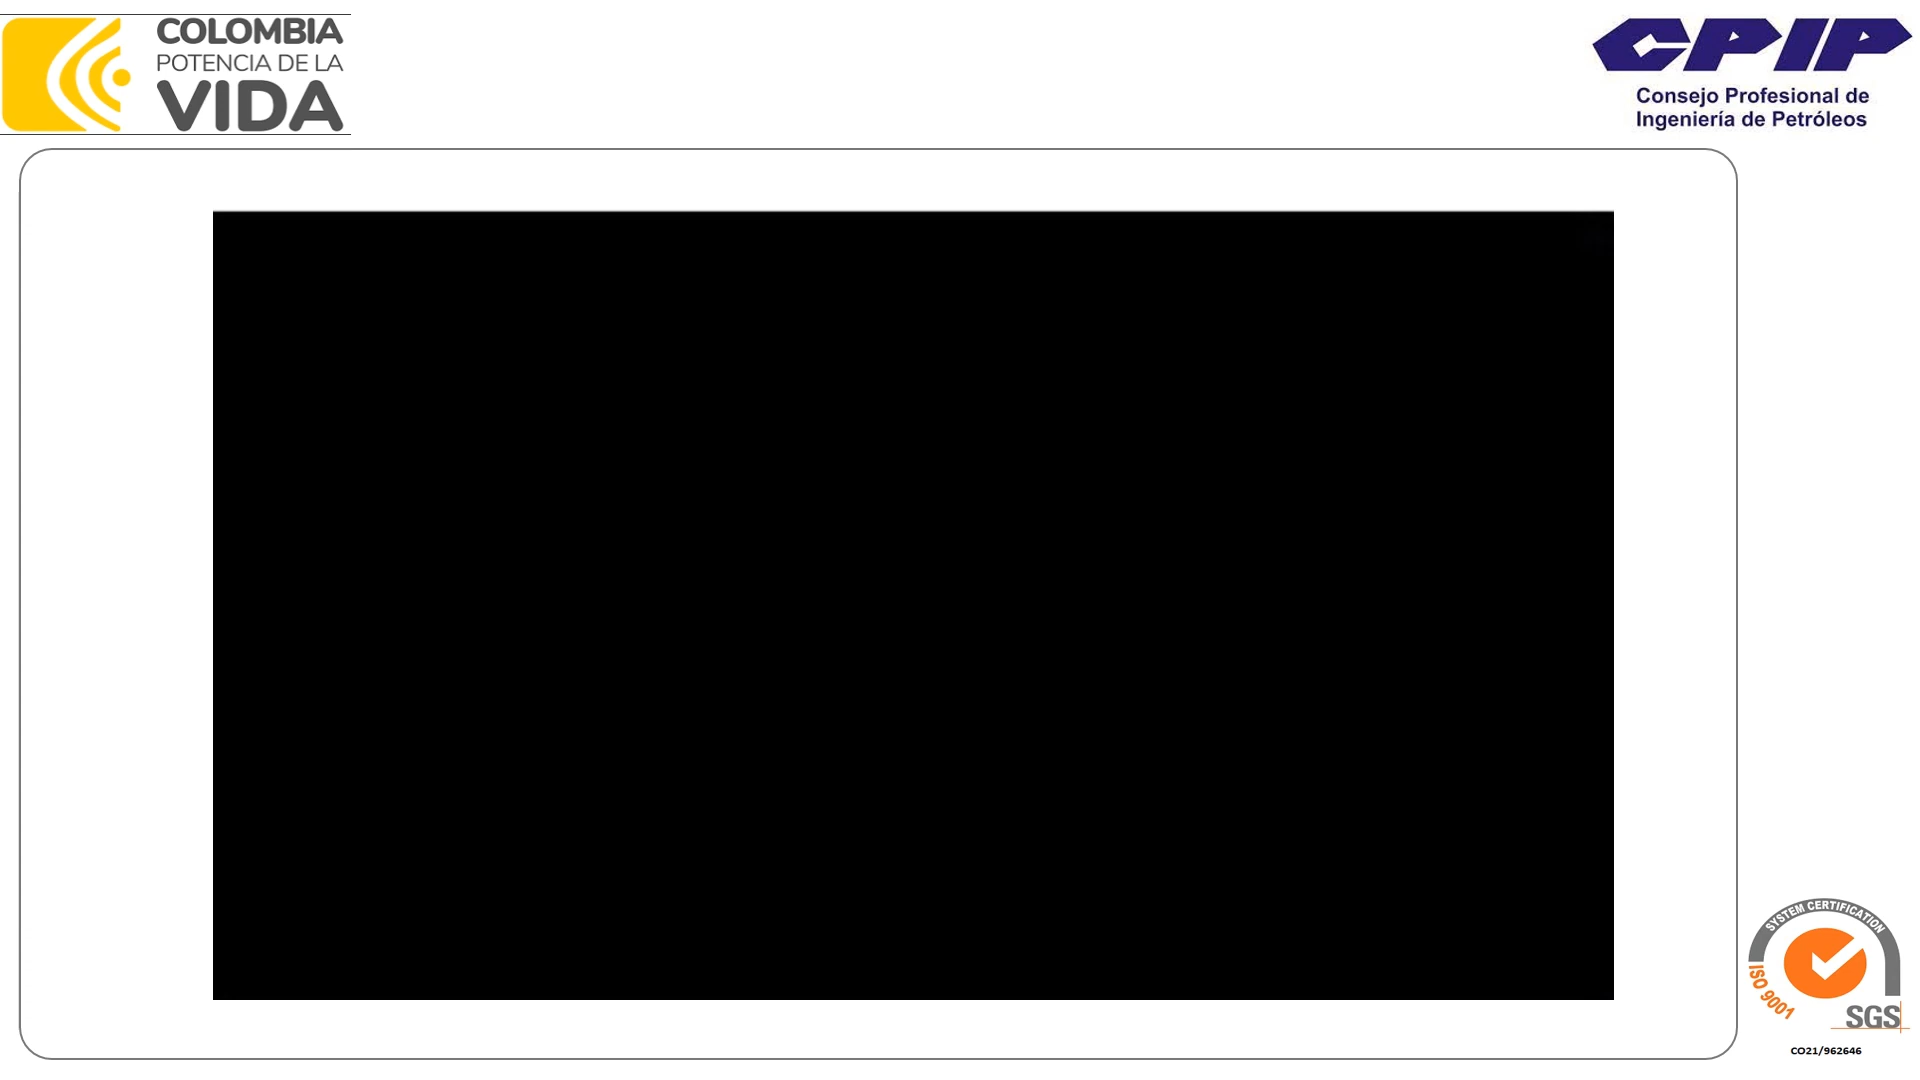 COLOMBIA
POTENCIA DE LA
VIDA
CPIP
Consejo Profesional de
Ingeniería de Petróleos
SYSTEM CERTIFICATION
ISO 9001
SGS
CO21/962646